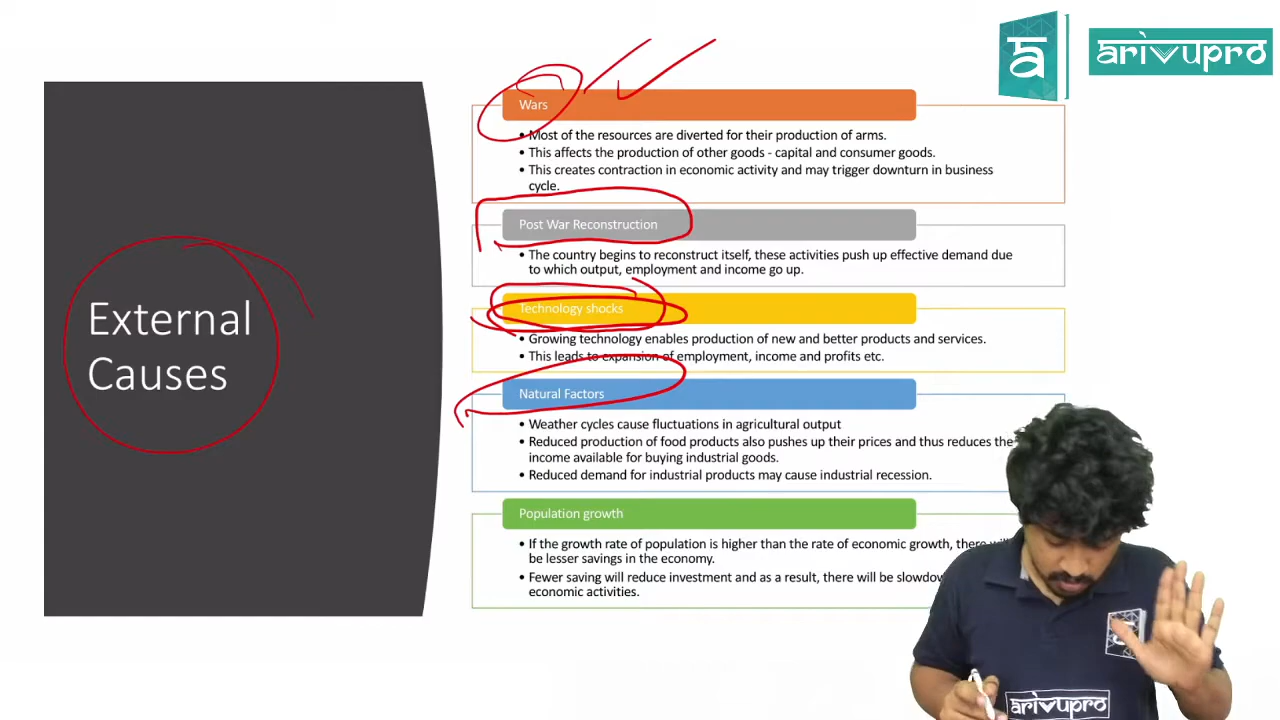 arivupro
External
Causes
Wars
• Most of the resources are diverted for their production of arms.
• This affects the production of other goods - capital and consumer goods.
• This creates contraction in economic activity and may trigger downturn in business
cycle.
Post War Reconstruction
• The country begins to reconstruct itself, these activities push up effective demand due
to which output, employment and income go up.
Technology shocks
• Growing technology enables production of new and better products and services.
• This leads to expansion of employment, income and profits etc.
Natural Factors
• Weather cycles cause fluctuations in agricultural output
• Reduced production of food products also pushes up their prices and thus reduces the
income available for buying industrial goods.
• Reduced demand for industrial products may cause industrial recession.
Population growth
• If the growth rate of population is higher than the rate of economic growth, there
be lesser savings in the economy.
• Fewer saving will reduce investment and as a result, there will be
economic activities.
arivupro